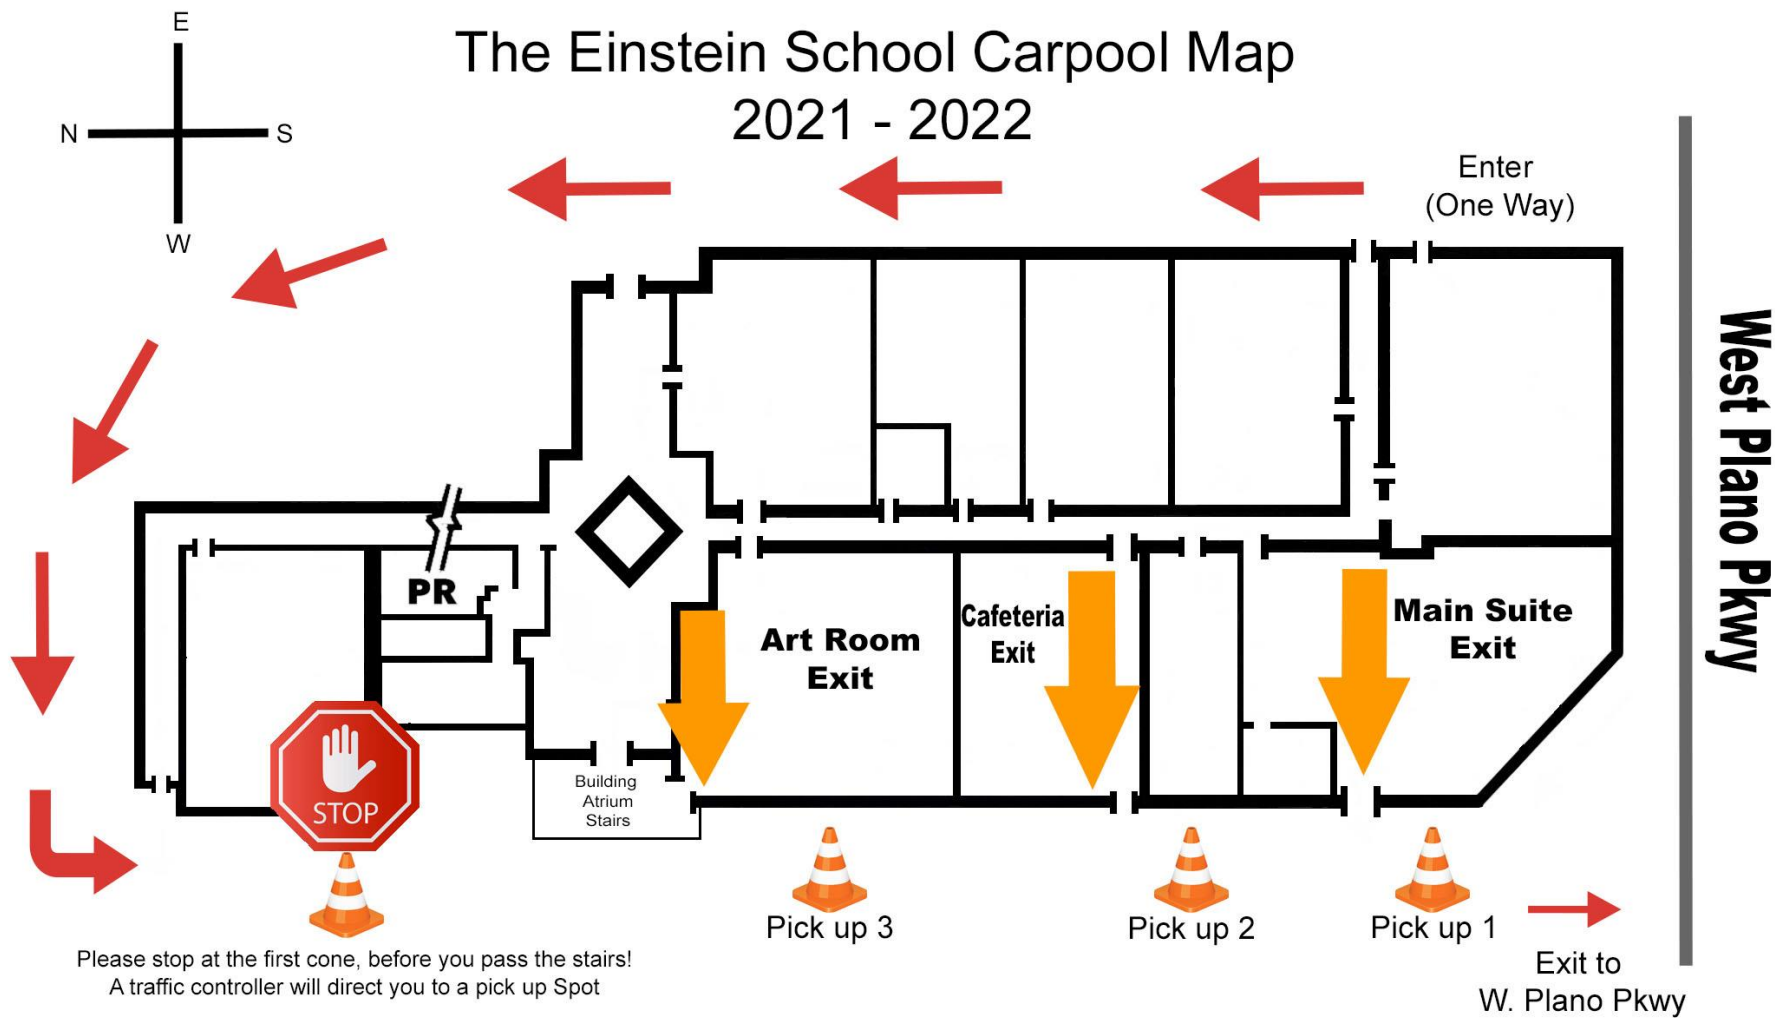 The Einstein School Carpool Map
2021 - 2022
E
N
S
W
Enter
(One Way)
West Plano Pkwy
PR
Art Room
Exit
Cafeteria
Exit
Main Suite
Exit
STOP
Building
Atrium
Stairs
Pick up 3
Pick up 2
Pick up 1
Please stop at the first cone, before you pass the stairs!
A traffic controller will direct you to a pick up Spot
Exit to
W. Plano Pkwy